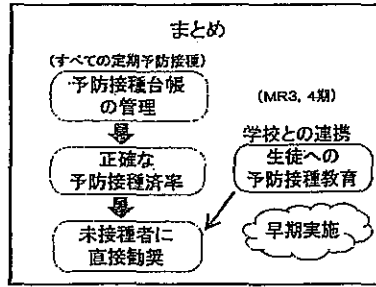 まとめ
(すべての定期予防接種)
予防接種台帳
の管理
正確な
予防接種済率
未接種者に
直接勧奨
(MR3, 4期)
学校との連携
生徒への
予防接種教育
早期実施